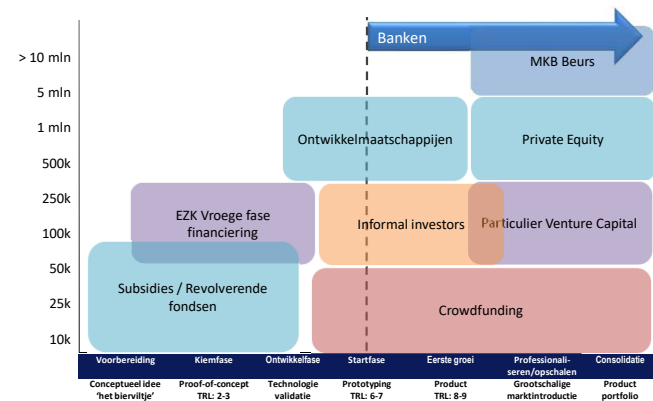 Banken
> 10 mln
MKB Beurs
5 mln
1 mln
Ontwikkelmaatschappijen
Private Equity
500k
250k
EZK Vroege fase
financiering
Informal investors
Particulier Venture Capital
100k
50k
Subsidies / Revolverende
fondsen
Crowdfunding
25k
10k
Voorbereiding
Kiemfase
Ontwikkelfase
Startfase
Eerste groei
Professionali-
seren/opschalen
Consolidatie
Conceptueel idee
‘het bierviltje’
Proof-of-concept
TRL: 2-3
Technologie
validatie
Prototyping
TRL: 6-7
Product
TRL: 8-9
Grootschalige
marktintroductie
Product
portfolio